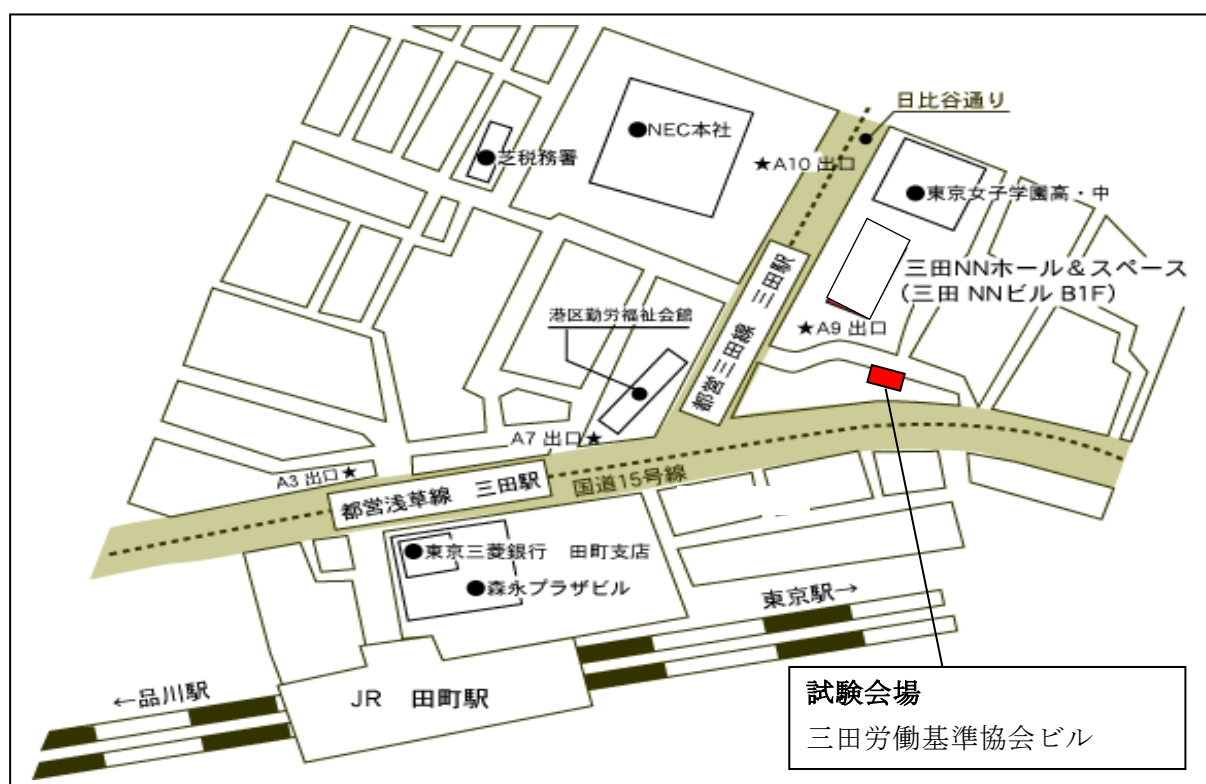 日比谷通り
●NEC本社
●芝税務署
★A10 出口
●東京女子学園高・中
三田NNホール＆スペース
（三田 NNビル B1F）
港区勤労福祉会館
都営三田線　三田駅
★A9 出口
A7 出口★
A3 出口★
都営浅草線　三田駅
国道15号線
●東京三菱銀行　田町支店
●森永プラザビル
東京駅→
←品川駅
JR　田町駅
試験会場
三田労働基準協会ビル